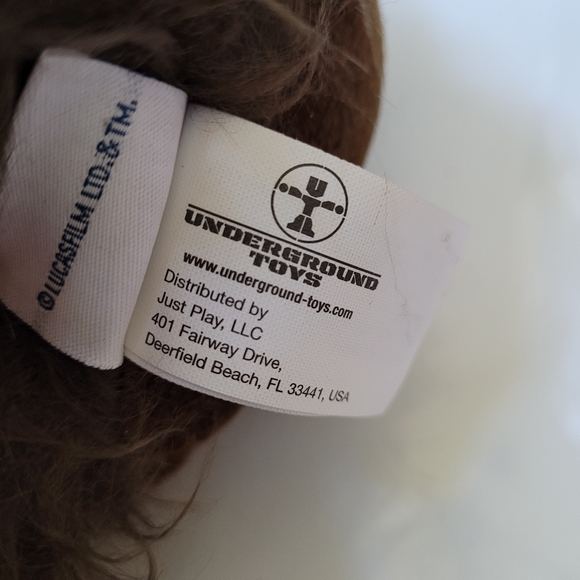 ©LUCASFILM LTD. & TM.
UTA
UNDERGROUND
TOYS
www.underground-toys.com
Distributed by
Just Play, LLC
401 Fairway Drive,
Deerfield Beach, FL 33441, USA